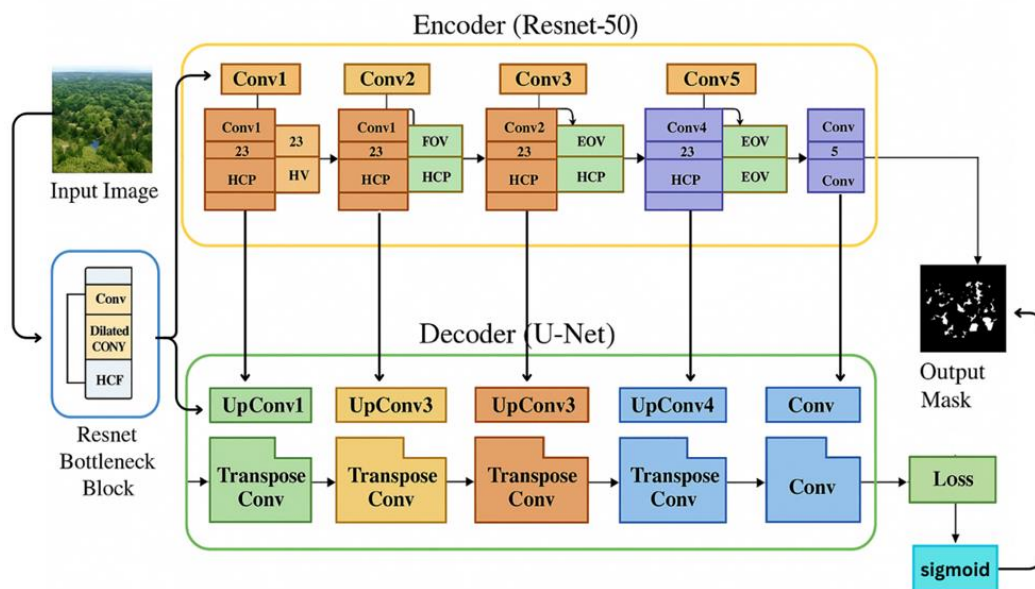 Encoder (Resnet-50)
Input Image
Conv1
Conv2
Conv3
Conv5
Conv1
23
HCP
23
HV
Conv1
23
HCP
FOV
HCP
Conv2
23
HCP
EOV
HCP
Conv4
23
HCP
EOV
EOV
Conv
5
Conv
Conv
Dilated
CONY
HCF
Resnet
Bottleneck
Block
Decoder (U-Net)
UpConv1
UpConv3
UpConv3
UpConv4
Conv
Transpose
Conv
Transpose
Conv
Transpose
Conv
Transpose
Conv
Conv
Output
Mask
Loss
sigmoid